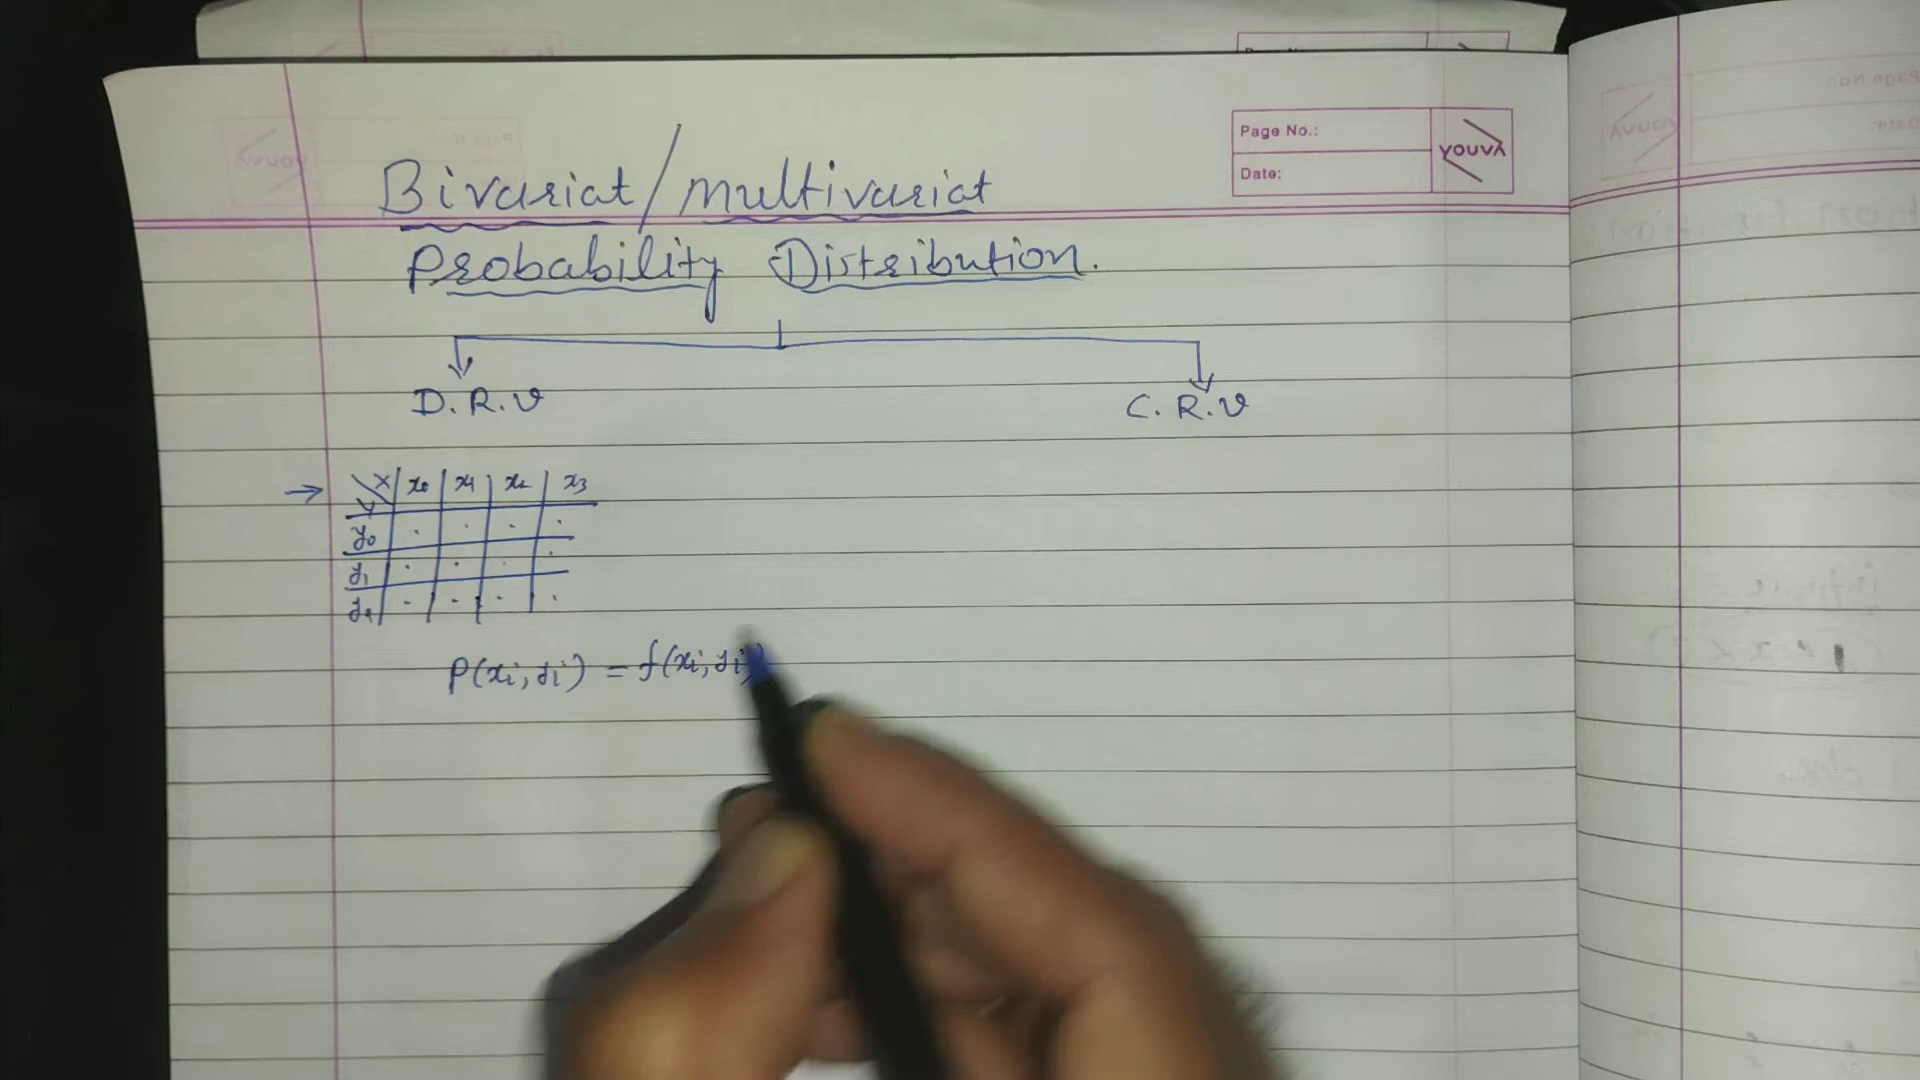 Page No.:
Date:
YOUVA
Bivariat/multivariat
Probability Distribution.
D.R.V
C.R.V
→ X x₀ x₁ x₂ x₃
Y
y₀ . . . .
y₁ . . . .
y₂ . . . .
P(xi, yi) = f(xi, yi)